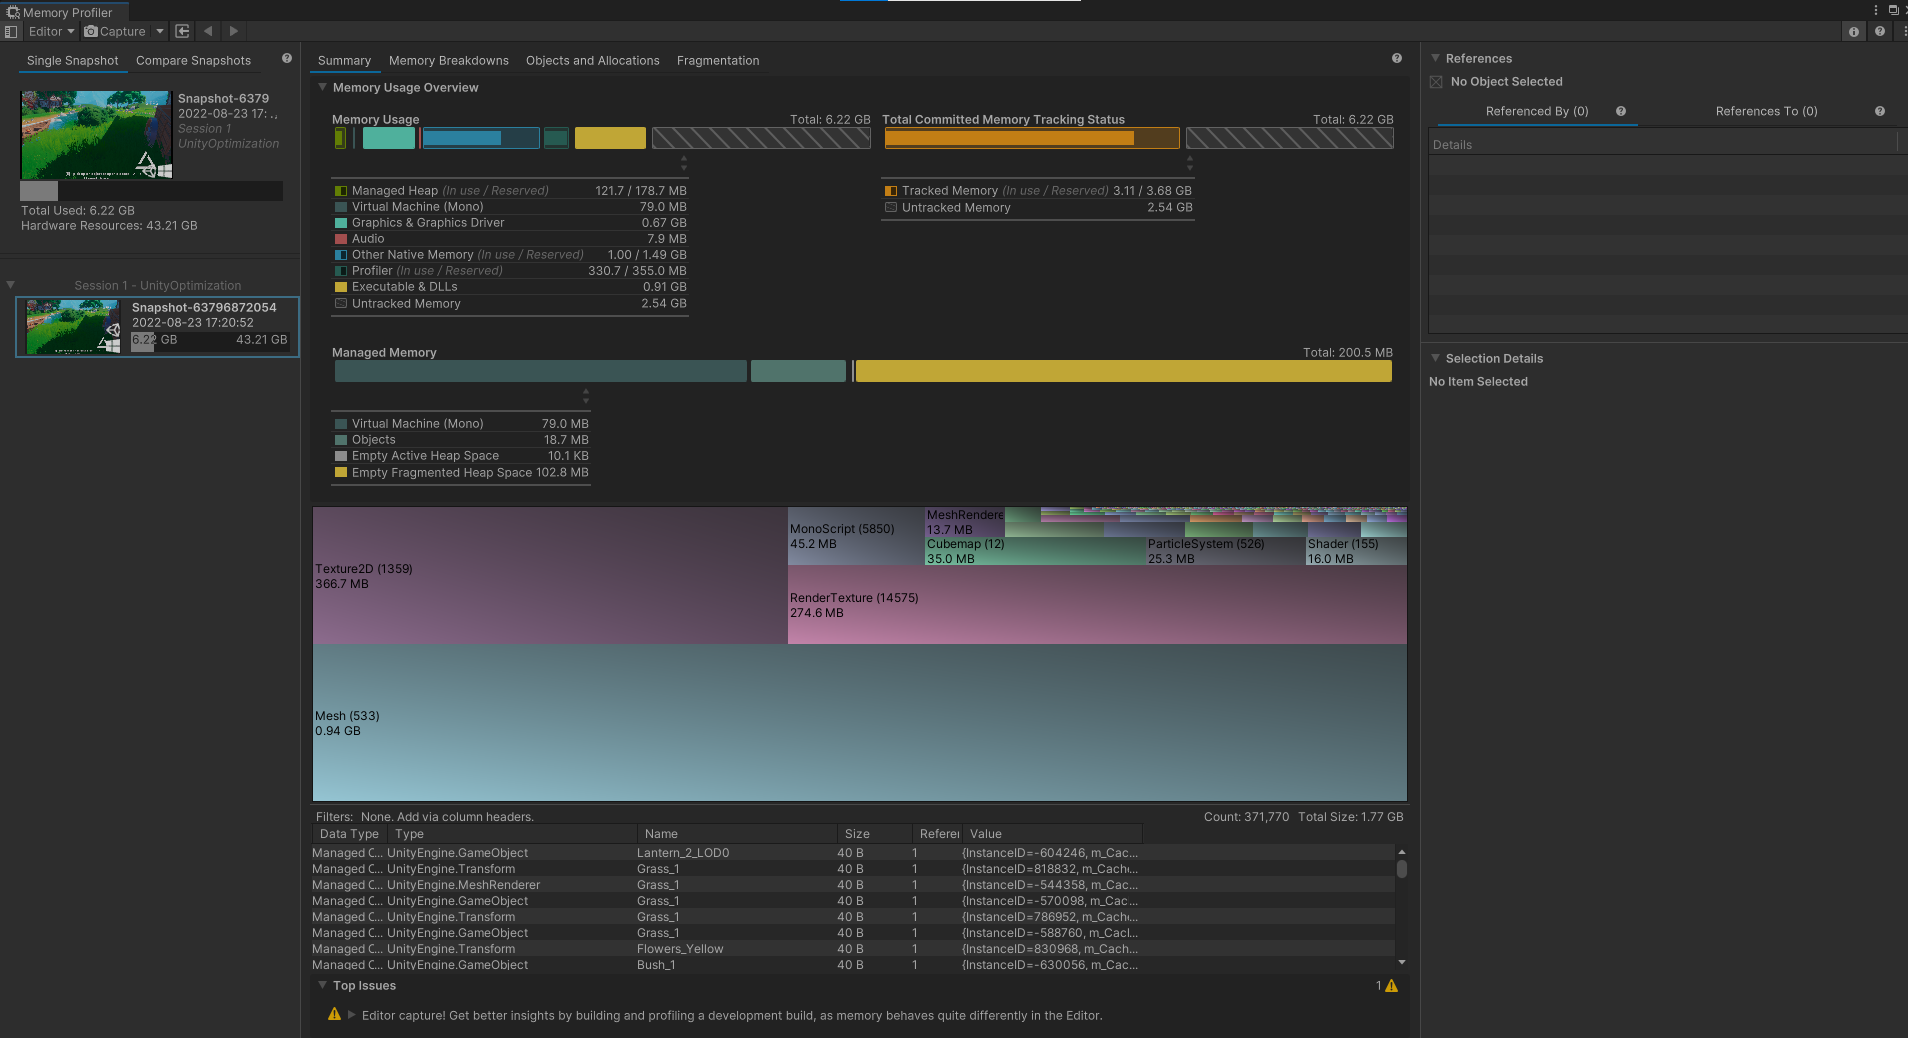 Memory Profiler
Editor
Capture
Single Snapshot
Compare Snapshots
Snapshot-6379
2022-08-23 17:
Session 1
UnityOptimization
Total Used: 6.22 GB
Hardware Resources: 43.21 GB
Session 1 - UnityOptimization
Snapshot-63796872054
2022-08-23 17:20:52
6.22 GB 43.21 GB
Summary Memory Breakdowns Objects and Allocations Fragmentation
Memory Usage Overview
Memory Usage Total: 6.22 GB
Managed Heap (In use / Reserved) 121.7 / 178.7 MB
Virtual Machine (Mono) 79.0 MB
Graphics & Graphics Driver 0.67 GB
Audio 7.9 MB
Other Native Memory (In use / Reserved) 1.00 / 1.49 GB
Profiler (In use / Reserved) 330.7 / 355.0 MB
Executable & DLLs 0.91 GB
Untracked Memory 2.54 GB
Total Committed Memory Tracking Status Total: 6.22 GB
Tracked Memory (In use / Reserved) 3.11 / 3.68 GB
Untracked Memory 2.54 GB
Managed Memory Total: 200.5 MB
Virtual Machine (Mono) 79.0 MB
Objects 18.7 MB
Empty Active Heap Space 10.1 KB
Empty Fragmented Heap Space 102.8 MB
Texture2D (1359)
366.7 MB
MonoScript (5850)
45.2 MB
MeshRendere
13.7 MB
Cubemap (12)
35.0 MB
ParticleSystem (526)
25.3 MB
Shader (155)
16.0 MB
RenderTexture (14575)
274.6 MB
Mesh (533)
0.94 GB
Filters: None. Add via column headers. Count: 371,770 Total Size: 1.77 GB
Data Type Type Name Size Referei Value
Managed C... UnityEngine.GameObject Lantern_2_LOD0 40 B 1 {InstanceID=-604246, m_Cac...
Managed C... UnityEngine.Transform Grass_1 40 B 1 {InstanceID=818832, m_Cach...
Managed C... UnityEngine.MeshRenderer Grass_1 40 B 1 {InstanceID=-544358, m_Cac...
Managed C... UnityEngine.GameObject Grass_1 40 B 1 {InstanceID=-570098, m_Cac...
Managed C... UnityEngine.Transform Grass_1 40 B 1 {InstanceID=786952, m_Cach...
Managed C... UnityEngine.GameObject Grass_1 40 B 1 {InstanceID=-588760, m_Cac...
Managed C... UnityEngine.Transform Flowers_Yellow 40 B 1 {InstanceID=830968, m_Cach...
Managed C... UnityEngine.GameObject Bush_1 40 B 1 {InstanceID=-630056, m_Cac...
Top Issues 1
Editor capture! Get better insights by building and profiling a development build, as memory behaves quite differently in the Editor.
References
No Object Selected
Referenced By (0) References To (0)
Details
Selection Details
No Item Selected